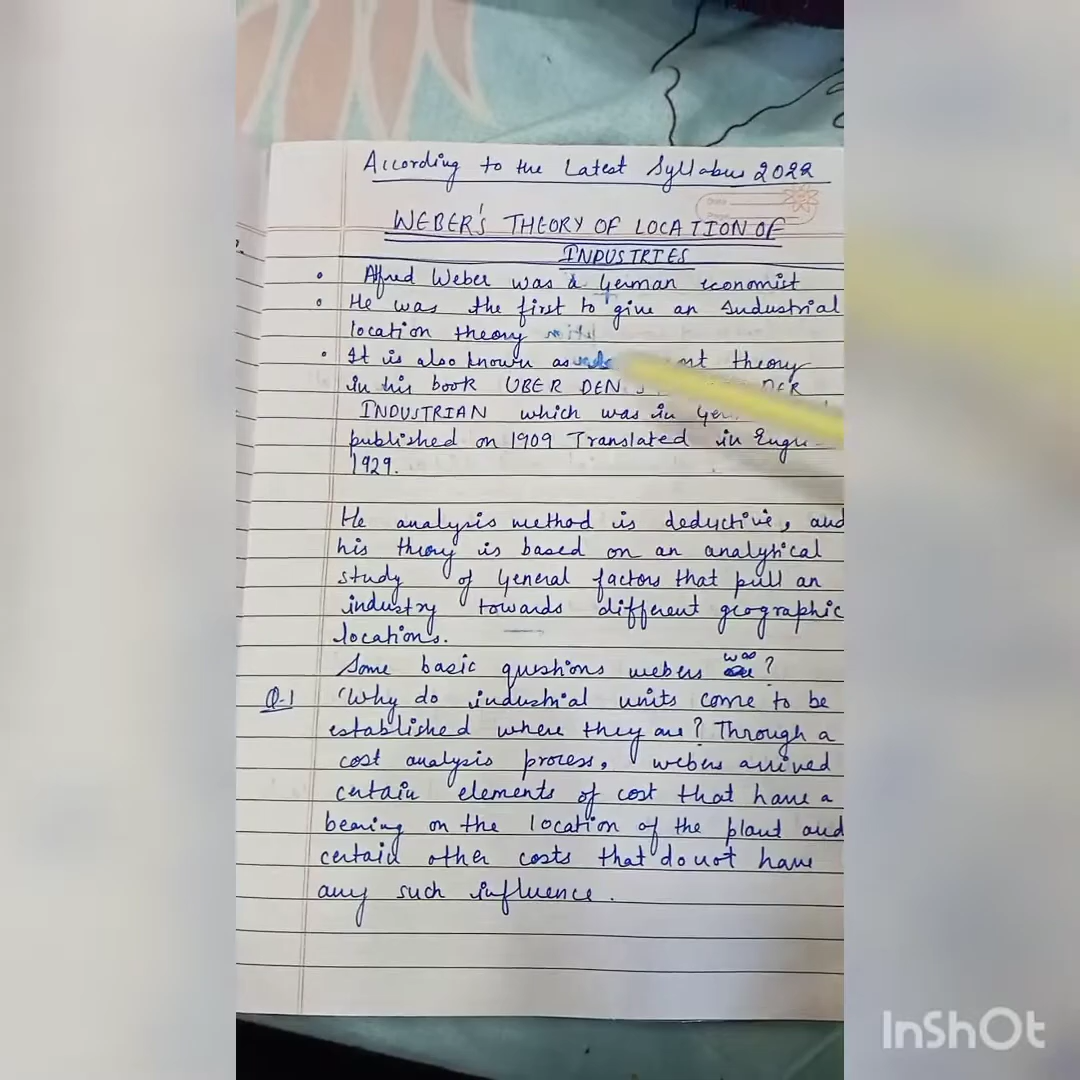 According to the Latest Syllabus 2022
WEBER'S THEORY OF LOCATION OF
INDUSTRIES
• Alfred Weber was a German economist
• He was the first to give an Industrial
location theory
• It is also known as theory
in his book UBER DEN DER
INDUSTRIAN which was in
published on 1909 Translated in
1929.
He analysis method is deductive, and
his theory is based on an analytical
study of General factors that pull an
industry towards different geographic
locations.
Some basic questions webers was ?
Q-1 'Why do industrial units come to be
established where they are? Through a
cost analysis process, webers arrived
certain elements of cost that have a
bearing on the location of the plant and
certain other costs that do not have
any such influence.
InShOt